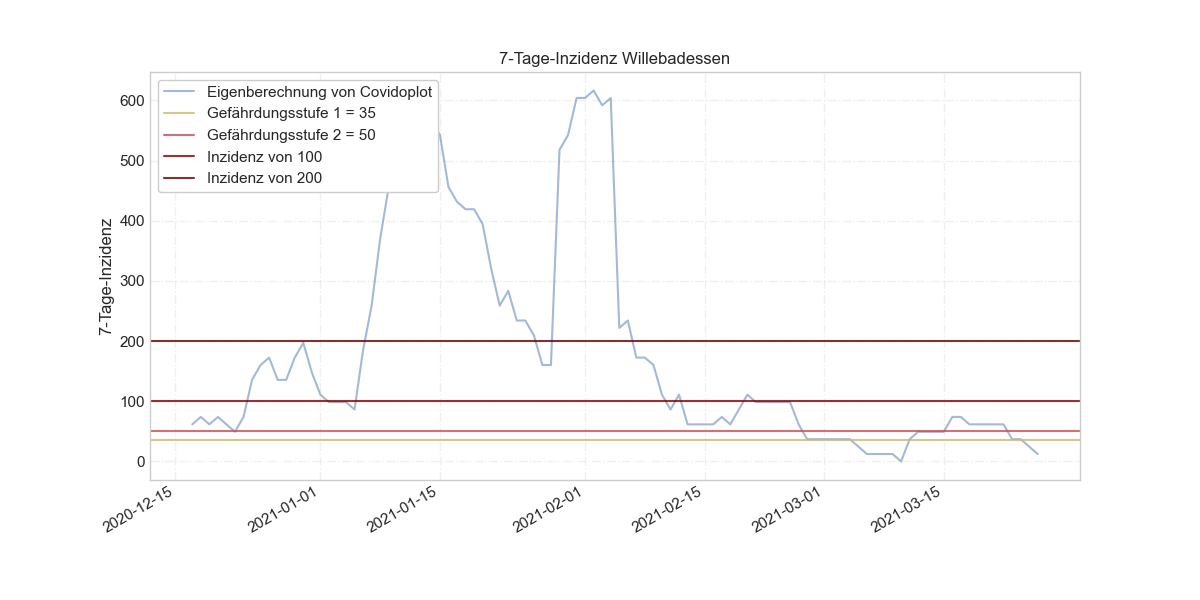 7-Tage-Inzidenz Willebadessen
Eigenberechnung von Covidoplot
Gefährdungsstufe 1 = 35
Gefährdungsstufe 2 = 50
Inzidenz von 100
Inzidenz von 200
7-Tage-Inzidenz
600
500
400
300
200
100
0
2020-12-15
2021-01-01
2021-01-15
2021-02-01
2021-02-15
2021-03-01
2021-03-15